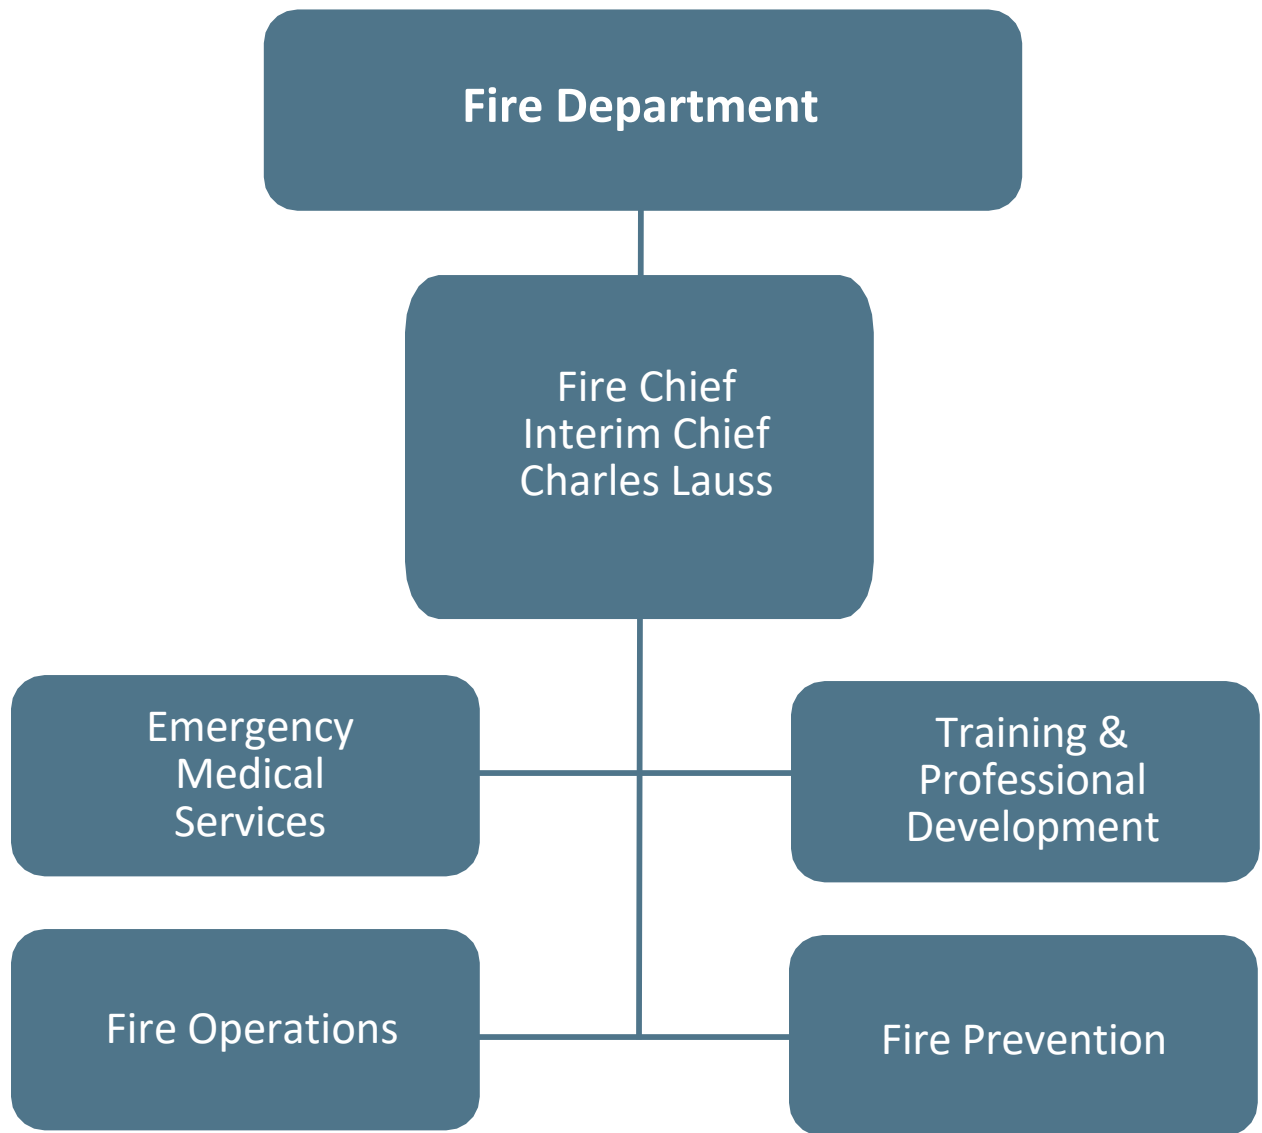 Fire Department
Fire Chief
Interim Chief
Charles Lauss
Emergency
Medical
Services
Training &
Professional
Development
Fire Operations
Fire Prevention